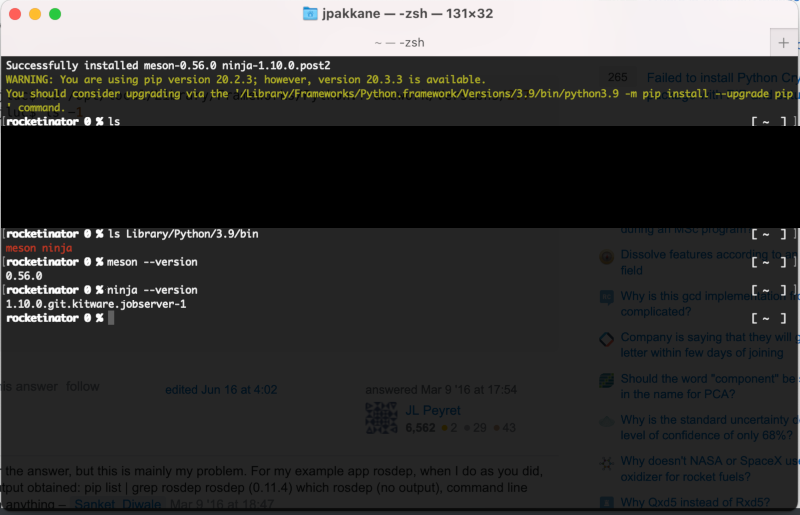 jpakkane — -zsh — 131×32
~ — -zsh
+
Successfully installed meson-0.56.0 ninja-1.10.0.post2
WARNING: You are using pip version 20.2.3; however, version 20.3.3 is available.
You should consider upgrading via the '/Library/Frameworks/Python.framework/Versions/3.9/bin/python3.9 -m pip install --upgrade pip
' command.
[rocketinator 0 % ls [ ~ ]
[rocketinator 0 % ls Library/Python/3.9/bin [ ~ ]
meson ninja
[rocketinator 0 % meson --version [ ~ ]
0.56.0
[rocketinator 0 % ninja --version [ ~ ]
1.10.0.git.kitware.jobserver-1
rocketinator 0 % [ ~ ]
265 Failed to install Python Cry
during an MSc program?
Dissolve features according to an
field
Why is this gcd implementation from
complicated?
Company is saying that they will g
letter within few days of joining
Should the word "component" be s
in the name for PCA?
Why is the standard uncertainty d
level of confidence of only 68%?
Why doesn't NASA or SpaceX use
oxidizer for rocket fuels?
Why Qxd5 instead of Rxd5?
his answer follow
edited Jun 16 at 4:02
answered Mar 9 '16 at 17:54
JL Peyret
6,562 2 29 43
r the answer, but this is mainly my problem. For my example app rosdep, when I do as you did,
tput obtained: pip list | grep rosdep rosdep (0.11.4) which rosdep (no output), command line
anything – Sanket_Diwale Mar 9 '16 at 18:47